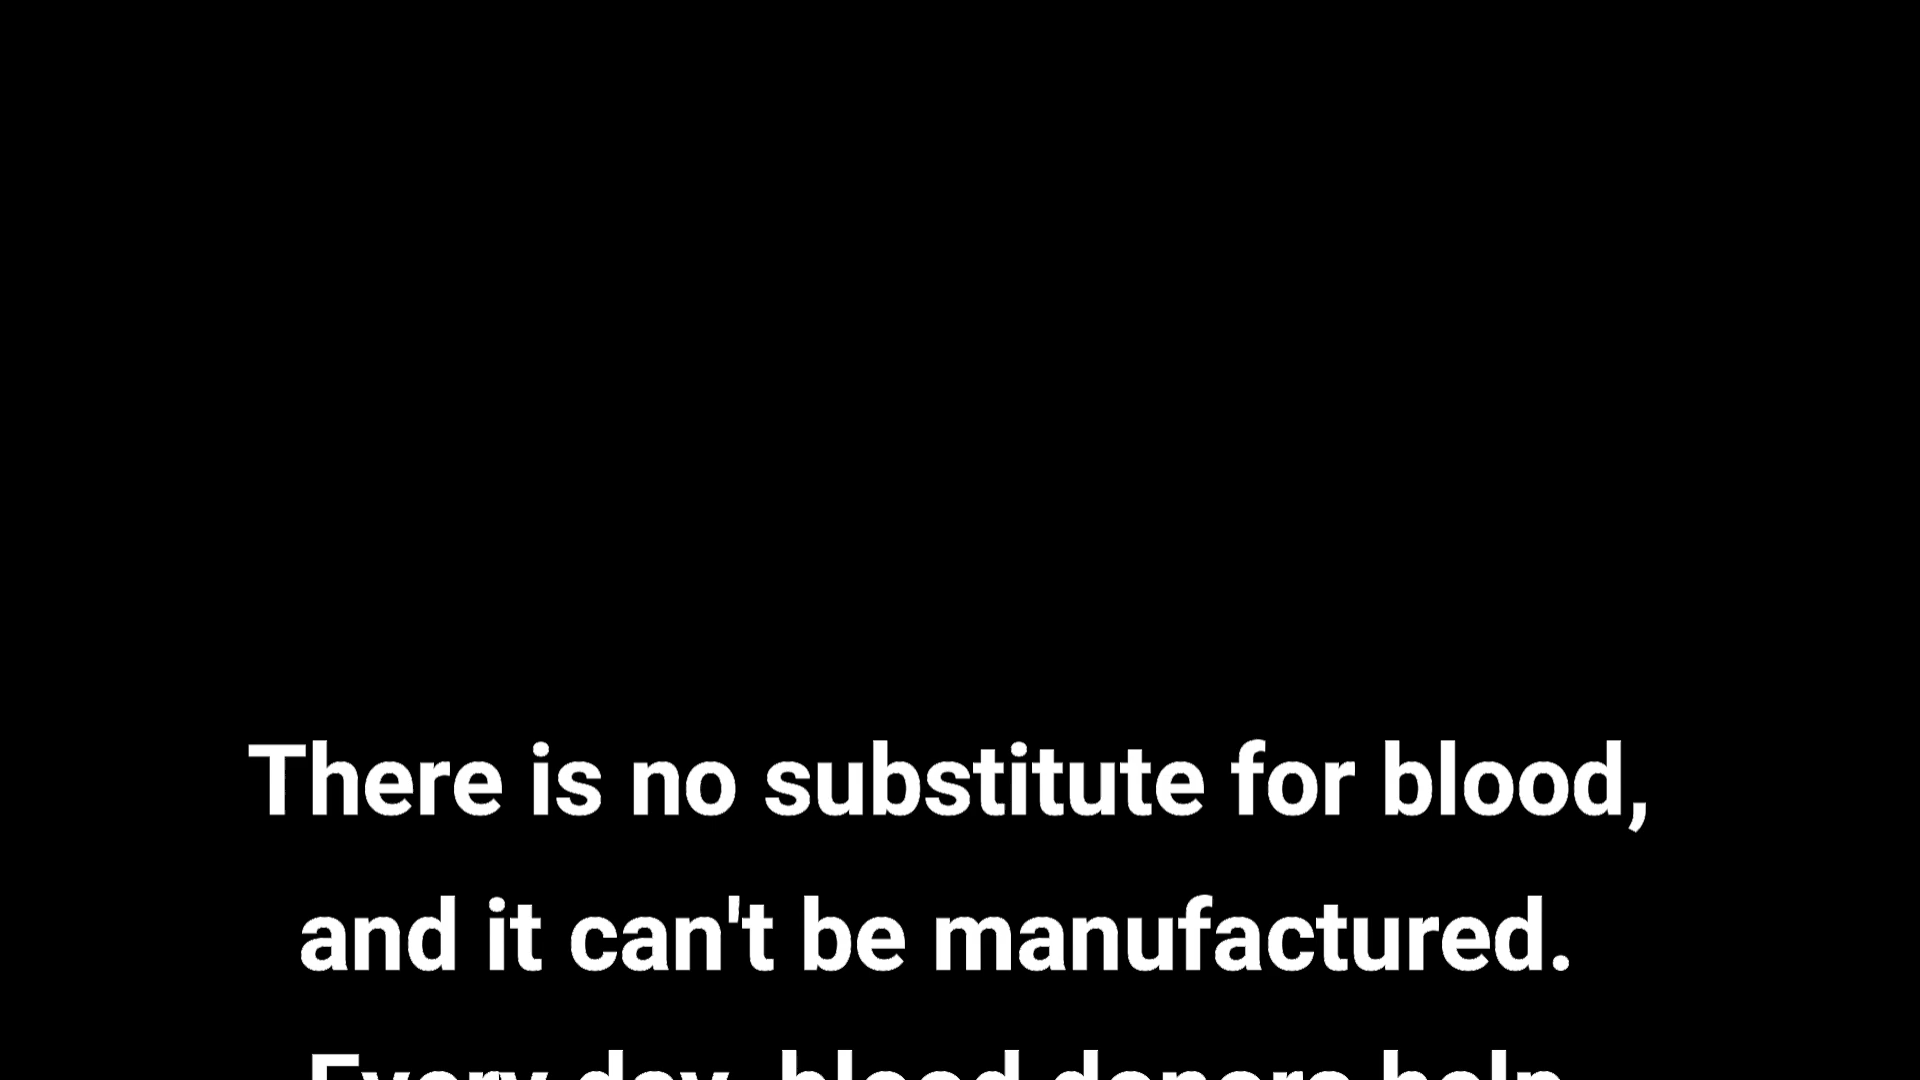 There is no substitute for blood,
and it can't be manufactured.
Every day, blood donors help